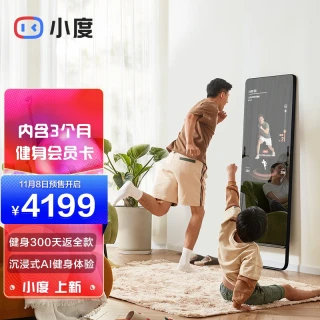 小度
内含3个月
健身会员卡
11月8日预售开启
¥4199
健身300天返全款
沉浸式AI健身体验
小度 上新